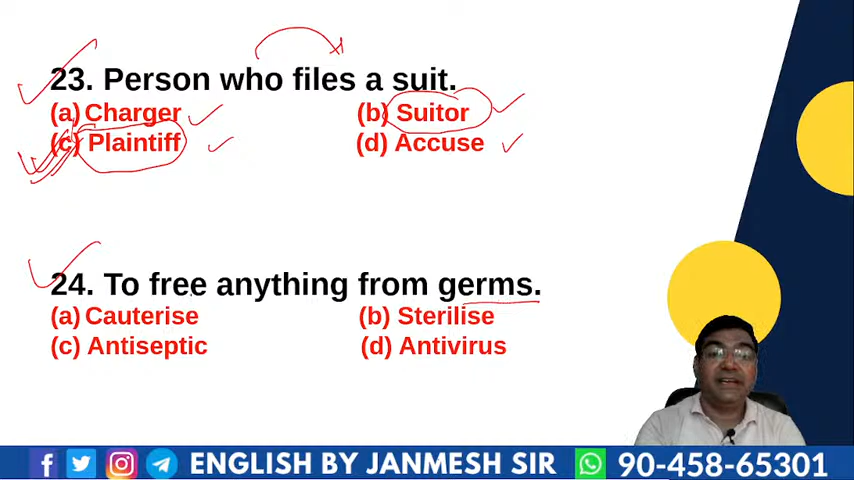 23. Person who files a suit.
(a) Charger (b) Suitor
(c) Plaintiff (d) Accuse
24. To free anything from germs.
(a) Cauterise (b) Sterilise
(c) Antiseptic (d) Antivirus
ENGLISH BY JANMESH SIR 90-458-65301